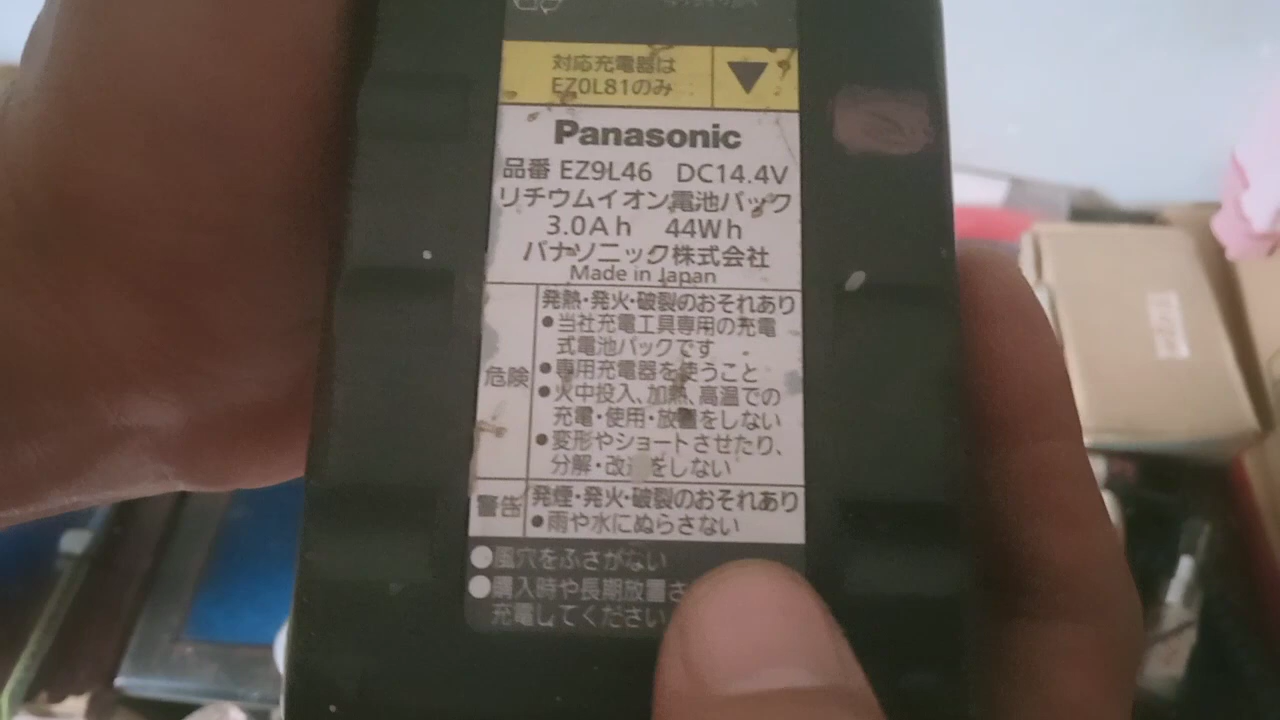 対応充電器は
EZ0L81のみ
Panasonic
品番 EZ9L46 DC14.4V
リチウムイオン電池パック
3.0Ah 44Wh
パナソニック株式会社
Made in Japan
危険
発熱・発火・破裂のおそれあり
●当社充電工具専用の充電
式電池パックです
●専用充電器を使うこと
●火中投入、加熱、高温での
充電・使用・放置をしない
●変形やショートさせたり、
分解・改造をしない
警告
発煙・発火・破裂のおそれあり
●雨や水にぬらさない
●風穴をふさがない
●購入時や長期放置さ
充電してください